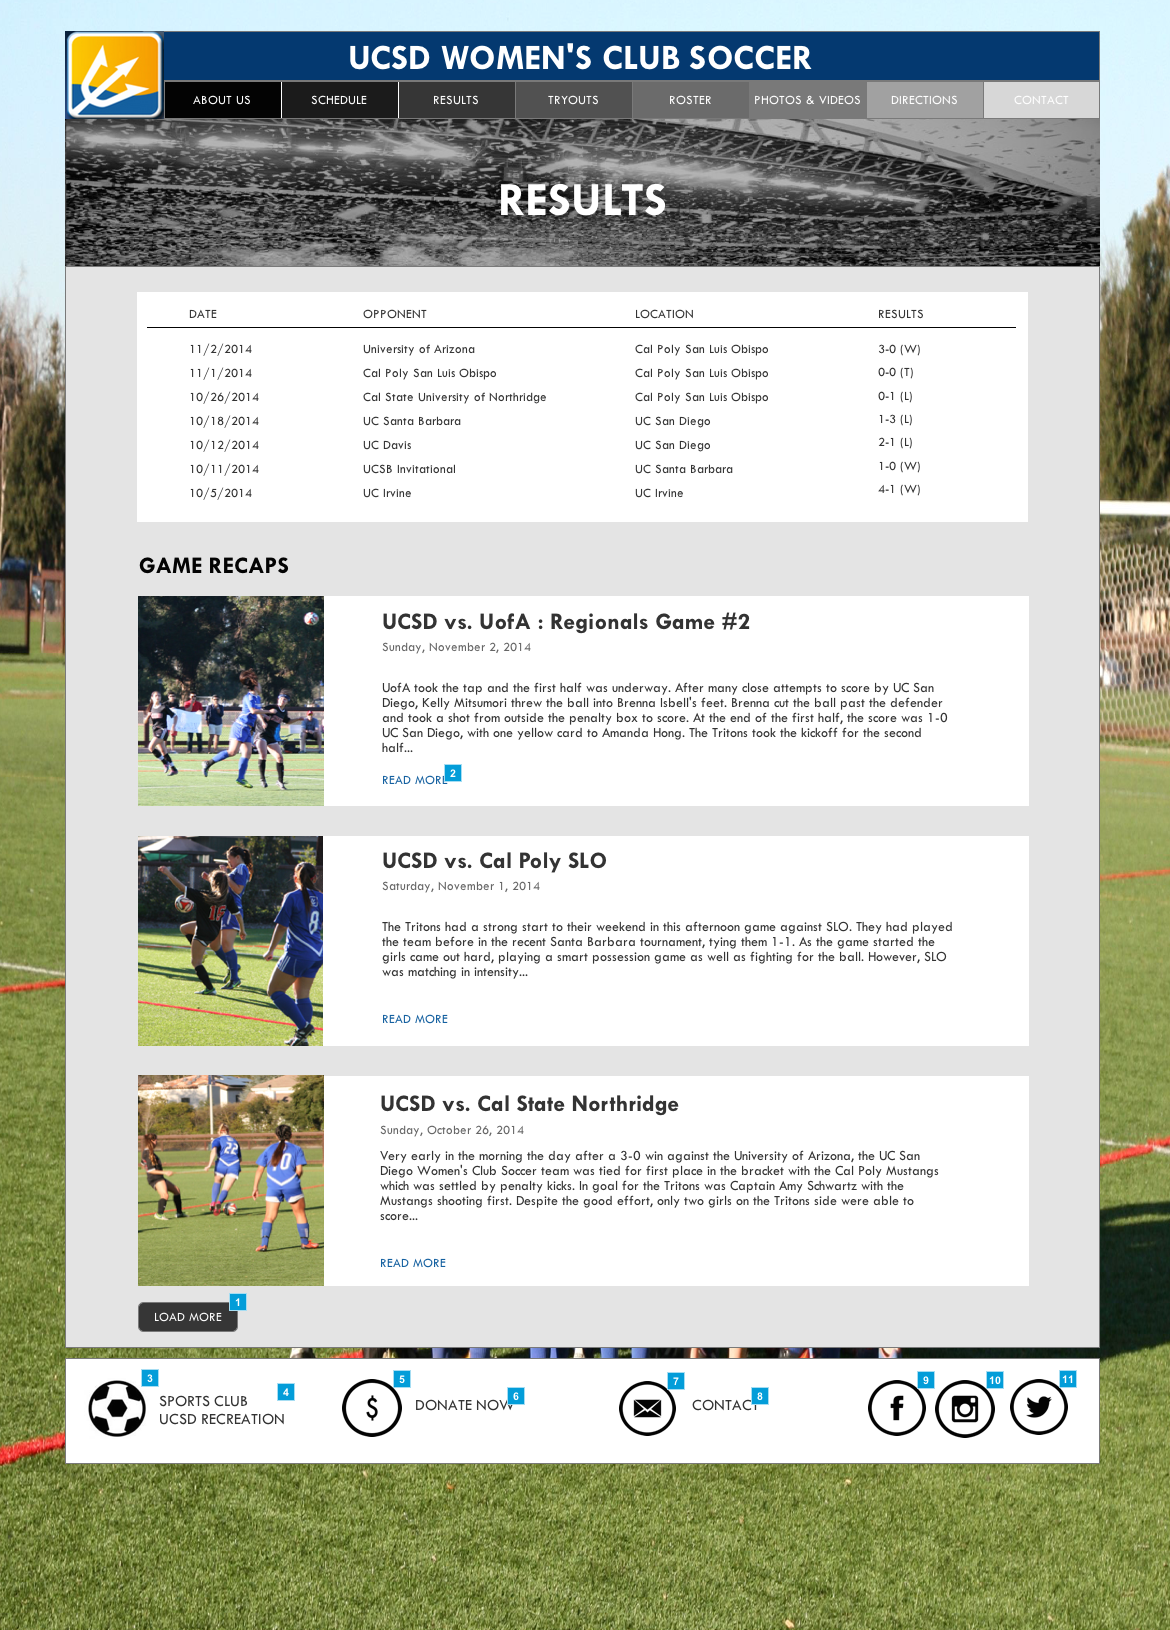 UCSD WOMEN'S CLUB SOCCER
ABOUT US SCHEDULE RESULTS TRYOUTS ROSTER PHOTOS & VIDEOS DIRECTIONS CONTACT
RESULTS
DATE OPPONENT LOCATION RESULTS
11/2/2014 University of Arizona Cal Poly San Luis Obispo 3-0 (W)
11/1/2014 Cal Poly San Luis Obispo Cal Poly San Luis Obispo 0-0 (T)
10/26/2014 Cal State University of Northridge Cal Poly San Luis Obispo 0-1 (L)
10/18/2014 UC Santa Barbara UC San Diego 1-3 (L)
10/12/2014 UC Davis UC San Diego 2-1 (L)
10/11/2014 UCSB Invitational UC Santa Barbara 1-0 (W)
10/5/2014 UC Irvine UC Irvine 4-1 (W)
GAME RECAPS
UCSD vs. UofA : Regionals Game #2
Sunday, November 2, 2014
UofA took the tap and the first half was underway. After many close attempts to score by UC San
Diego, Kelly Mitsumori threw the ball into Brenna Isbell's feet. Brenna cut the ball past the defender
and took a shot from outside the penalty box to score. At the end of the first half, the score was 1-0
UC San Diego, with one yellow card to Amanda Hong. The Tritons took the kickoff for the second
half...
READ MORE 2
UCSD vs. Cal Poly SLO
Saturday, November 1, 2014
The Tritons had a strong start to their weekend in this afternoon game against SLO. They had played
the team before in the recent Santa Barbara tournament, tying them 1-1. As the game started the
girls came out hard, playing a smart possession game as well as fighting for the ball. However, SLO
was matching in intensity...
READ MORE
15
8
UCSD vs. Cal State Northridge
Sunday, October 26, 2014
Very early in the morning the day after a 3-0 win against the University of Arizona, the UC San
Diego Women's Club Soccer team was tied for first place in the bracket with the Cal Poly Mustangs
which was settled by penalty kicks. In goal for the Tritons was Captain Amy Schwartz with the
Mustangs shooting first. Despite the good effort, only two girls on the Tritons side were able to
score...
READ MORE
22
LOAD MORE 1
3 SPORTS CLUB 4
UCSD RECREATION
5 DONATE NOW 6
7 CONTACT 8
9 10 11